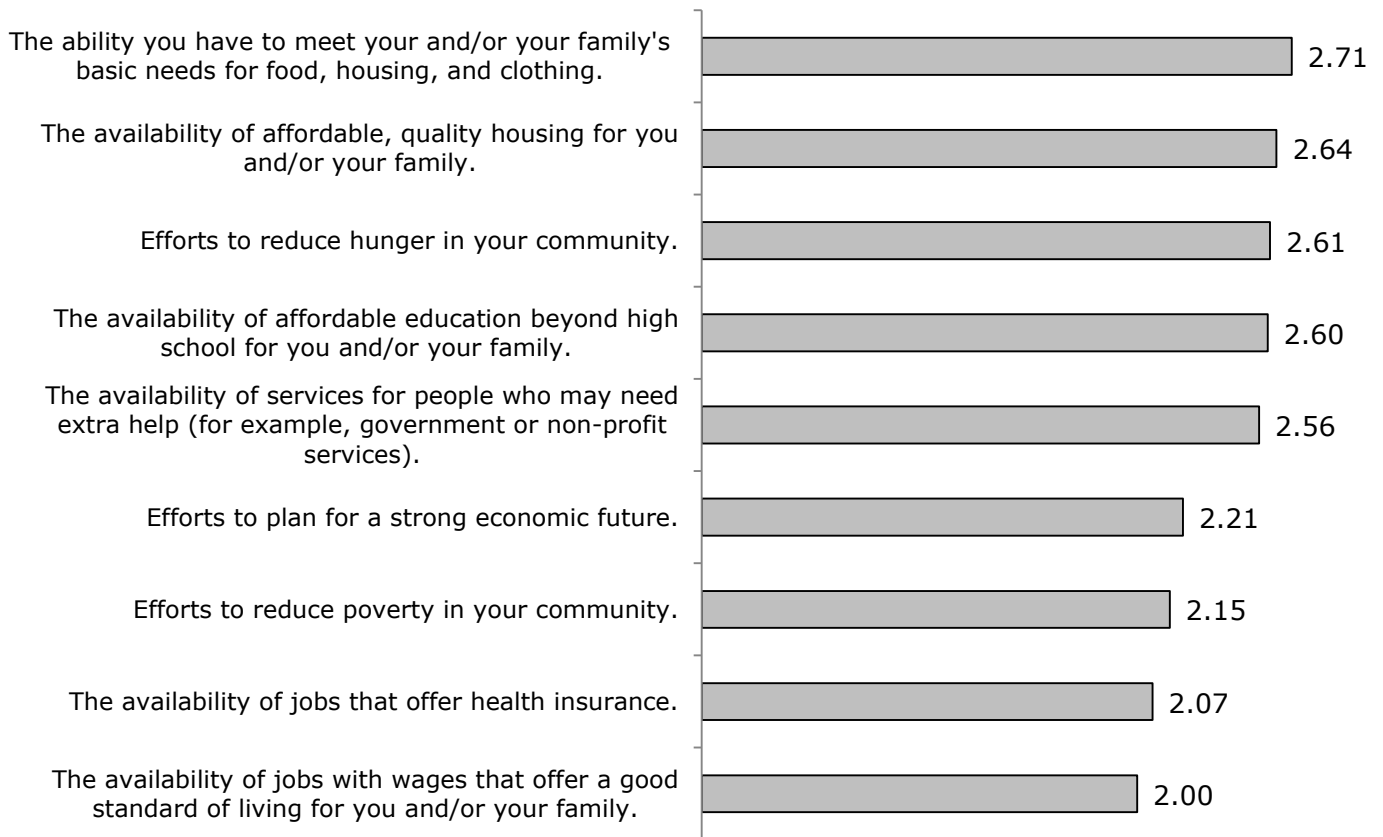 The ability you have to meet your and/or your family's
basic needs for food, housing, and clothing.
2.71
The availability of affordable, quality housing for you
and/or your family.
2.64
Efforts to reduce hunger in your community.
2.61
The availability of affordable education beyond high
school for you and/or your family.
2.60
The availability of services for people who may need
extra help (for example, government or non-profit
services).
2.56
Efforts to plan for a strong economic future.
2.21
Efforts to reduce poverty in your community.
2.15
The availability of jobs that offer health insurance.
2.07
The availability of jobs with wages that offer a good
standard of living for you and/or your family.
2.00